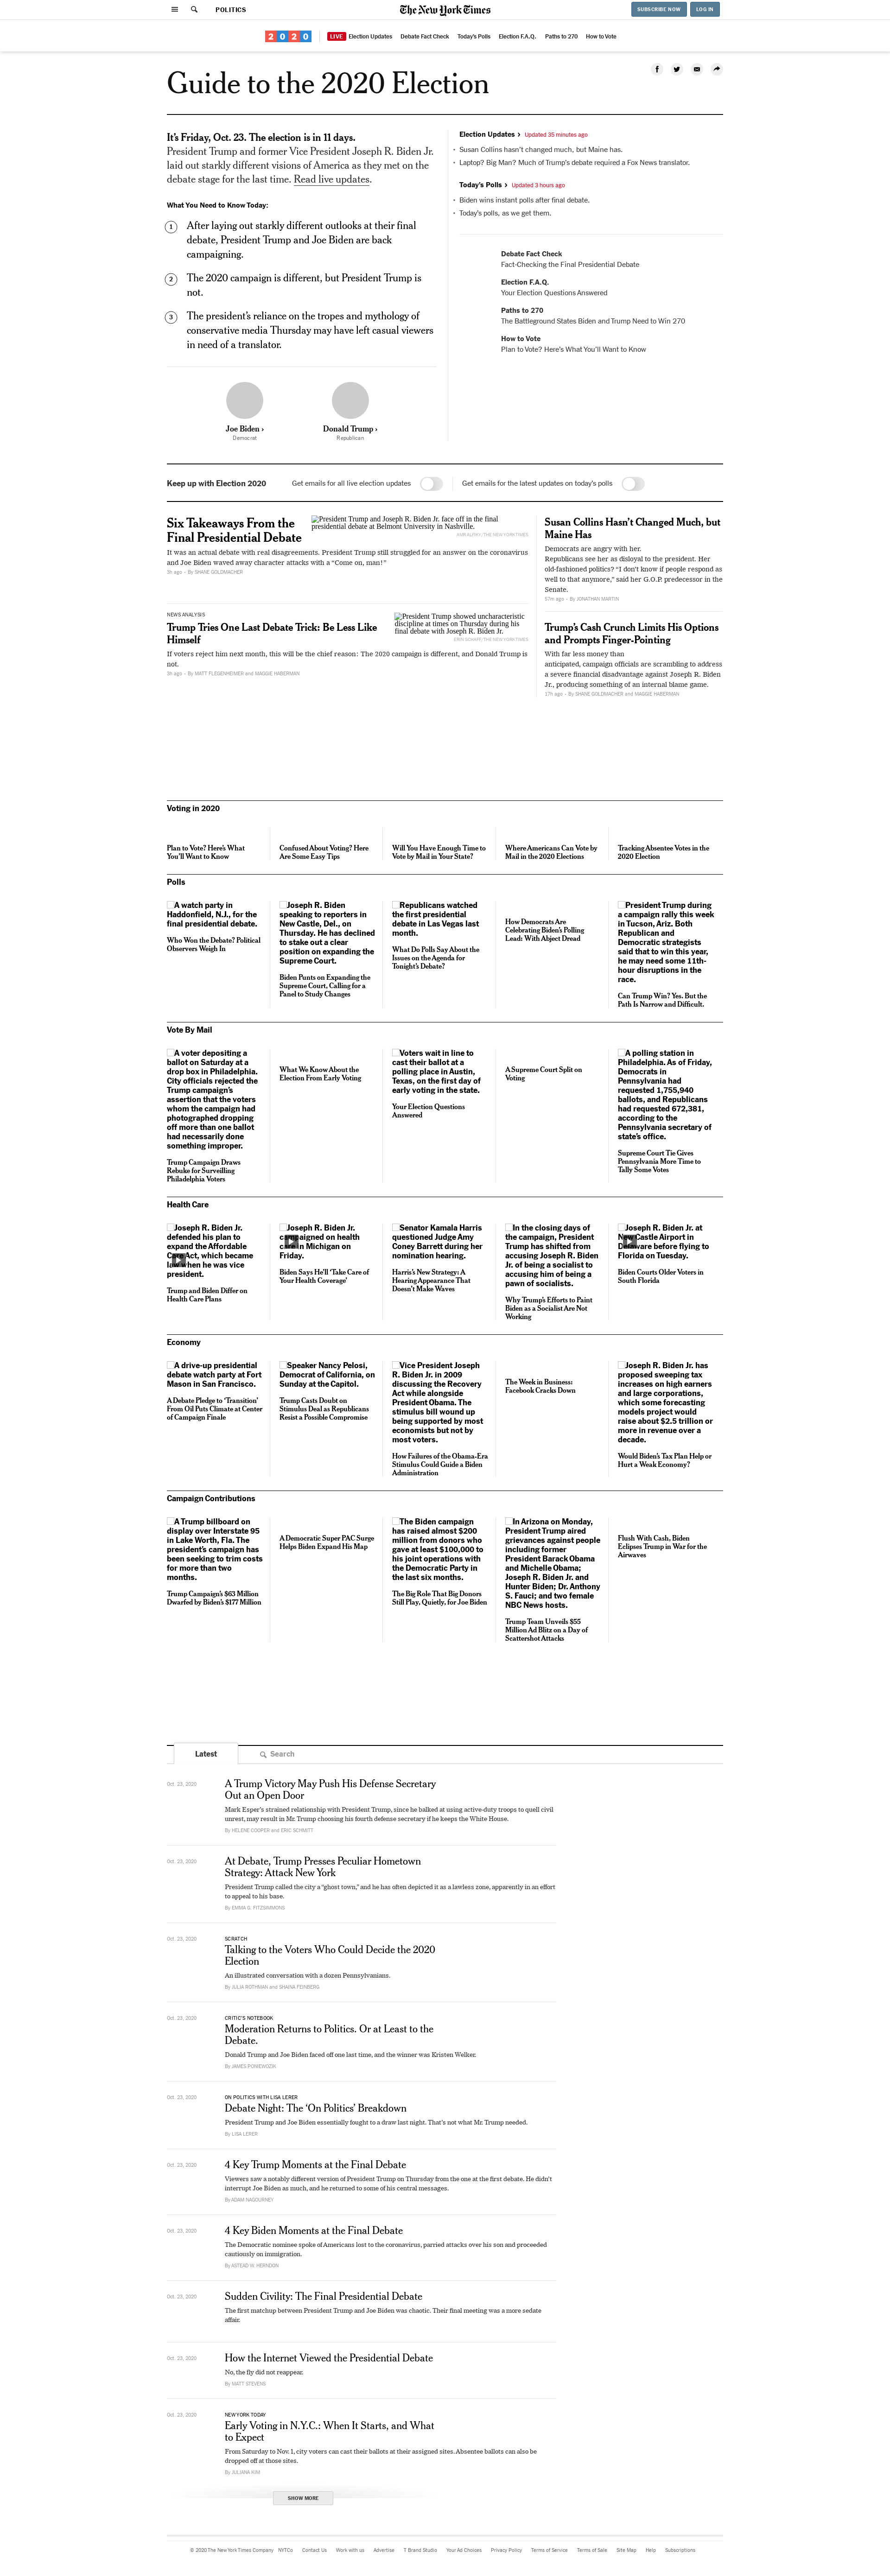 POLITICS
The New York Times
SUBSCRIBE NOW
LOG IN
2020
LIVE
Election Updates
Debate Fact Check
Today's Polls
Election F.A.Q.
Paths to 270
How to Vote
Guide to the 2020 Election
It's Friday, Oct. 23. The election is in 11 days.
President Trump and former Vice President Joseph R. Biden Jr.
laid out starkly different visions of America as they met on the
debate stage for the last time. Read live updates.
What You Need to Know Today:
1
After laying out starkly different outlooks at their final
debate, President Trump and Joe Biden are back
campaigning.
2
The 2020 campaign is different, but President Trump is
not.
3
The president's reliance on the tropes and mythology of
conservative media Thursday may have left casual viewers
in need of a translator.
Joe Biden ›
Democrat
Donald Trump ›
Republican
Election Updates › Updated 35 minutes ago
• Susan Collins hasn't changed much, but Maine has.
• Laptop? Big Man? Much of Trump's debate required a Fox News translator.
Today's Polls › Updated 3 hours ago
• Biden wins instant polls after final debate.
• Today's polls, as we get them.
Debate Fact Check
Fact-Checking the Final Presidential Debate
Election F.A.Q.
Your Election Questions Answered
Paths to 270
The Battleground States Biden and Trump Need to Win 270
How to Vote
Plan to Vote? Here's What You'll Want to Know
Keep up with Election 2020
Get emails for all live election updates
Get emails for the latest updates on today's polls
Six Takeaways From the
Final Presidential Debate
President Trump and Joseph R. Biden Jr. face off in the final
presidential debate at Belmont University in Nashville.
It was an actual debate with real disagreements. President Trump still struggled for an answer on the coronavirus
and Joe Biden waved away character attacks with a "Come on, man!"
3h ago - By SHANE GOLDMACHER
NEWS ANALYSIS
Trump Tries One Last Debate Trick: Be Less Like
Himself
President Trump showed characteristic
discipline at times on Thursday during his
final debate with Joseph R. Biden Jr.
ERIN SCHAFF/THE NEW YORK TIMES
If voters reject him next month, this will be the chief reason: The 2020 campaign is different, and Donald Trump is
not.
3h ago - By MATT FLEGENHEIMER and MAGGIE HABERMAN
Susan Collins Hasn't Changed Much, but
Maine Has
Democrats are angry with her.
Republicans see her as disloyal to the president. Her
old-fashioned politics? "I don't know if people respond as
well to that anymore," said her G.O.P. predecessor in the
Senate.
57m ago - By JONATHAN MARTIN
Trump's Cash Crunch Limits His Options
and Prompts Finger-Pointing
With far less money than
anticipated, campaign officials are scrambling to address
a severe financial disadvantage against Joseph R. Biden
Jr., producing something of an internal blame game.
17h ago - By SHANE GOLDMACHER and MAGGIE HABERMAN
Voting in 2020
Plan to Vote? Here's What
You'll Want to Know
Confused About Voting? Here
Are Some Easy Tips
Will You Have Enough Time to
Vote by Mail in Your State?
Where Americans Can Vote by
Mail in the 2020 Elections
Tracking Absentee Votes in the
2020 Election
Polls
A watch party in
Haddonfield, N.J., for the
final presidential debate.
Who Won the Debate? Political
Observers Weigh In
Joseph R. Biden
speaking to reporters in
New Castle, Del., on
Thursday. He has declined
to stake out a clear
position on expanding the
Supreme Court.
Biden Punts on Expanding the
Supreme Court, Calling for a
Panel to Study Changes
Republicans watched
the first presidential
debate in Las Vegas last
month.
What Do Polls Say About the
Issues on the Agenda for
Tonight's Debate?
How Democrats Are
Celebrating Biden's Polling
Lead: With Abject Dread
President Trump during
a campaign rally this week
in Tucson, Ariz. Both
Republican and
Democratic strategists
said that to win this year,
he may need some 11th-
hour disruptions in the
race.
Can Trump Win? Yes. But the
Path Is Narrow and Difficult.
Vote By Mail
A voter depositing a
ballot on Saturday at a
drop box in Philadelphia.
City officials rejected the
Trump campaign's
assertion that the voters
whom the campaign had
photographed dropping
off more than one ballot
had necessarily done
something improper.
Trump Campaign Draws
Rebuke for Surveilling
Philadelphia Voters
What We Know About the
Election From Early Voting
Voters wait in line to
cast their ballot at a
polling place in Austin,
Texas, on the first day of
early voting in the state.
Your Election Questions
Answered
A Supreme Court Split on
Voting
A polling station in
Philadelphia. As of Friday,
Democrats in
Pennsylvania had
requested 1,755,940
ballots, and Republicans
had requested 672,381,
according to the
Pennsylvania secretary of
state's office.
Supreme Court Tie Gives
Pennsylvania More Time to
Tally Some Votes
Health Care
Joseph R. Biden Jr.
defended his plan to
expand the Affordable
Act, which became
when he was vice
president.
Trump and Biden Differ on
Health Care Plans
Joseph R. Biden Jr.
on health
in Michigan on
Friday.
Biden Says He'll 'Take Care of
Your Health Coverage'
Senator Kamala Harris
questioned Judge Amy
Coney Barrett during her
nomination hearing.
Harris's New Strategy: A
Hearing Appearance That
Doesn't Make Waves
In the closing days of
the campaign, President
Trump has shifted from
accusing Joseph R. Biden
Jr. of being a socialist to
accusing him of being a
pawn of socialists.
Why Trump's Efforts to Paint
Biden as a Socialist Are Not
Working
Joseph R. Biden Jr. at
Castle Airport in
before flying to
Florida on Tuesday.
Biden Courts Older Voters in
South Florida
Economy
A drive-up presidential
debate watch party at Fort
Mason in San Francisco.
A Debate Pledge to 'Transition'
From Oil Puts Climate at Center
of Campaign Finale
Speaker Nancy Pelosi,
Democrat of California, on
Sunday at the Capitol.
Trump Casts Doubt on
Stimulus Deal as Republicans
Resist a Possible Compromise
Vice President Joseph
R. Biden Jr. in 2009
discussing the Recovery
Act while alongside
President Obama. The
stimulus bill wound up
being supported by most
economists but not by
most voters.
How Failures of the Obama-Era
Stimulus Could Guide a Biden
Administration
The Week in Business:
Facebook Cracks Down
Joseph R. Biden Jr. has
proposed sweeping tax
increases on high earners
and large corporations,
which some forecasting
models project would
raise about $2.5 trillion or
more in revenue over a
decade.
Would Biden's Tax Plan Help or
Hurt a Weak Economy?
Campaign Contributions
A Trump billboard on
display over Interstate 95
in Lake Worth, Fla. The
president's campaign has
been seeking to trim costs
for more than two
months.
Trump Campaign's $63 Million
Dwarfed by Biden's $177 Million
A Democratic Super PAC Surge
Helps Biden Expand His Map
The Biden campaign
has raised almost $200
million from donors who
gave at least $100,000 to
his joint operations with
the Democratic Party in
the last six months.
The Big Role That Big Donors
Still Play, Quietly, for Joe Biden
In Arizona on Monday,
President Trump aired
grievances against people
including former
President Barack Obama
and Michelle Obama;
Joseph R. Biden Jr. and
Hunter Biden; Dr. Anthony
S. Fauci; and two female
NBC News hosts.
Trump Team Unveils $55
Million Ad Blitz on a Day of
Scattershot Attacks
Flush With Cash, Biden
Eclipses Trump in War for the
Airwaves
Latest
Search
Oct. 23, 2020
A Trump Victory May Push His Defense Secretary
Out an Open Door
Mark Esper's strained relationship with President Trump, since he balked at using active-duty troops to quell civil
unrest, may result in Mr. Trump choosing his fourth defense secretary if he keeps the White House.
By HELENE COOPER and ERIC SCHMITT
Oct. 23, 2020
At Debate, Trump Presses Peculiar Hometown
Strategy: Attack New York
President Trump called the city a "ghost town," and he has often depicted it as a lawless zone, apparently in an effort
to appeal to his base.
By EMMA G. FITZSIMMONS
Oct. 23, 2020
SCRATCH
Talking to the Voters Who Could Decide the 2020
Election
An illustrated conversation with a dozen Pennsylvanians.
By JULIA ROTHMAN and SHAINA FEINBERG
Oct. 23, 2020
CRITIC'S NOTEBOOK
Moderation Returns to Politics. Or at Least to the
Debate.
Donald Trump and Joe Biden faced off one last time, and the winner was Kristen Welker.
By JAMES PONIEWOZIK
Oct. 23, 2020
ON POLITICS WITH LISA LERER
Debate Night: The 'On Politics' Breakdown
President Trump and Joe Biden essentially fought to a draw last night. That's not what Mr. Trump needed.
By LISA LERER
Oct. 23, 2020
4 Key Trump Moments at the Final Debate
Viewers saw a notably different version of President Trump on Thursday from the one at the first debate. He didn't
interrupt Joe Biden as much, and he returned to some of his central messages.
By ADAM NAGOURNEY
Oct. 23, 2020
4 Key Biden Moments at the Final Debate
The Democratic nominee spoke of Americans lost to the coronavirus, parried attacks over his son and proceeded
cautiously on immigration.
By ASTEAD W. HERNDON
Oct. 23, 2020
Sudden Civility: The Final Presidential Debate
The first matchup between President Trump and Joe Biden was chaotic. Their final meeting was a more sedate
affair.
Oct. 23, 2020
How the Internet Viewed the Presidential Debate
No, the fly did not reappear.
By MATT STEVENS
Oct. 23, 2020
NEW YORK TODAY
Early Voting in N.Y.C.: When It Starts, and What
to Expect
From Saturday to Nov. 1, city voters can cast their ballots at their assigned sites. Absentee ballots can also be
dropped off at those sites.
By JULIANA KIM
SHOW MORE
© 2020 The New York Times Company NYTCo Contact Us Work with us Advertise T Brand Studio Your Ad Choices Privacy Policy Terms of Service Terms of Sale Site Map Help Subscriptions